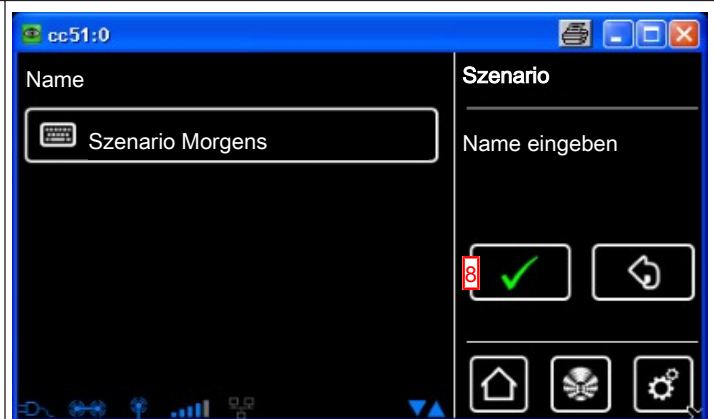 cc51:0
Name
Szenario Morgens
Szenario
Name eingeben
8